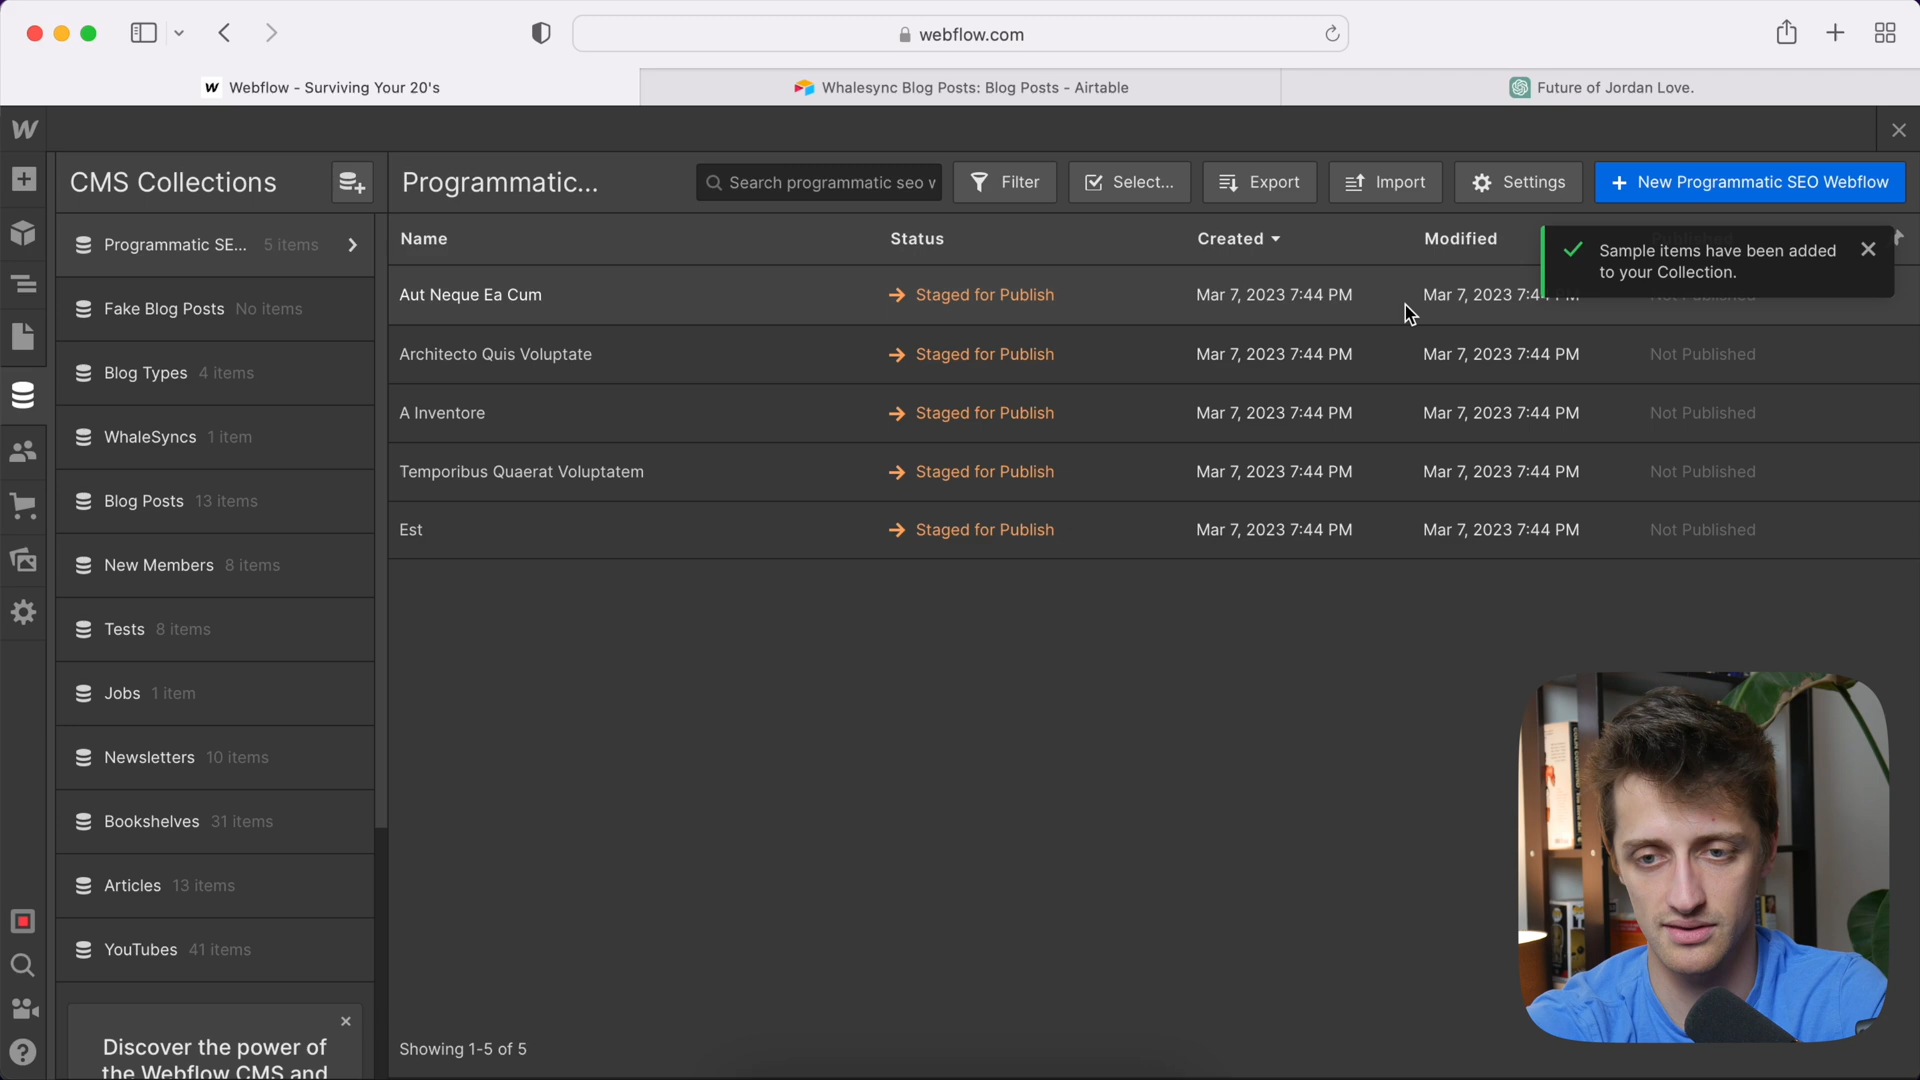 webflow.com
W Webflow - Surviving Your 20's
Whalesync Blog Posts: Blog Posts - Airtable
Future of Jordan Love.
CMS Collections
Programmatic...
Search programmatic seo w
Filter
Select...
Export
Import
Settings
+ New Programmatic SEO Webflow
Programmatic SE... 5 items
Fake Blog Posts No items
Blog Types 4 items
WhaleSyncs 1 item
Blog Posts 13 items
New Members 8 items
Tests 8 items
Jobs 1 item
Newsletters 10 items
Bookshelves 31 items
Articles 13 items
YouTubes 41 items
Discover the power of
the Webflow CMS and
Name Status Created Modified
Sample items have been added
to your Collection.
Aut Neque Ea Cum Staged for Publish Mar 7, 2023 7:44 PM Mar 7, 2023 7:44 PM Not Published
Architecto Quis Voluptate Staged for Publish Mar 7, 2023 7:44 PM Mar 7, 2023 7:44 PM Not Published
A Inventore Staged for Publish Mar 7, 2023 7:44 PM Mar 7, 2023 7:44 PM Not Published
Temporibus Quaerat Voluptatem Staged for Publish Mar 7, 2023 7:44 PM Mar 7, 2023 7:44 PM Not Published
Est Staged for Publish Mar 7, 2023 7:44 PM Mar 7, 2023 7:44 PM Not Published
Showing 1-5 of 5